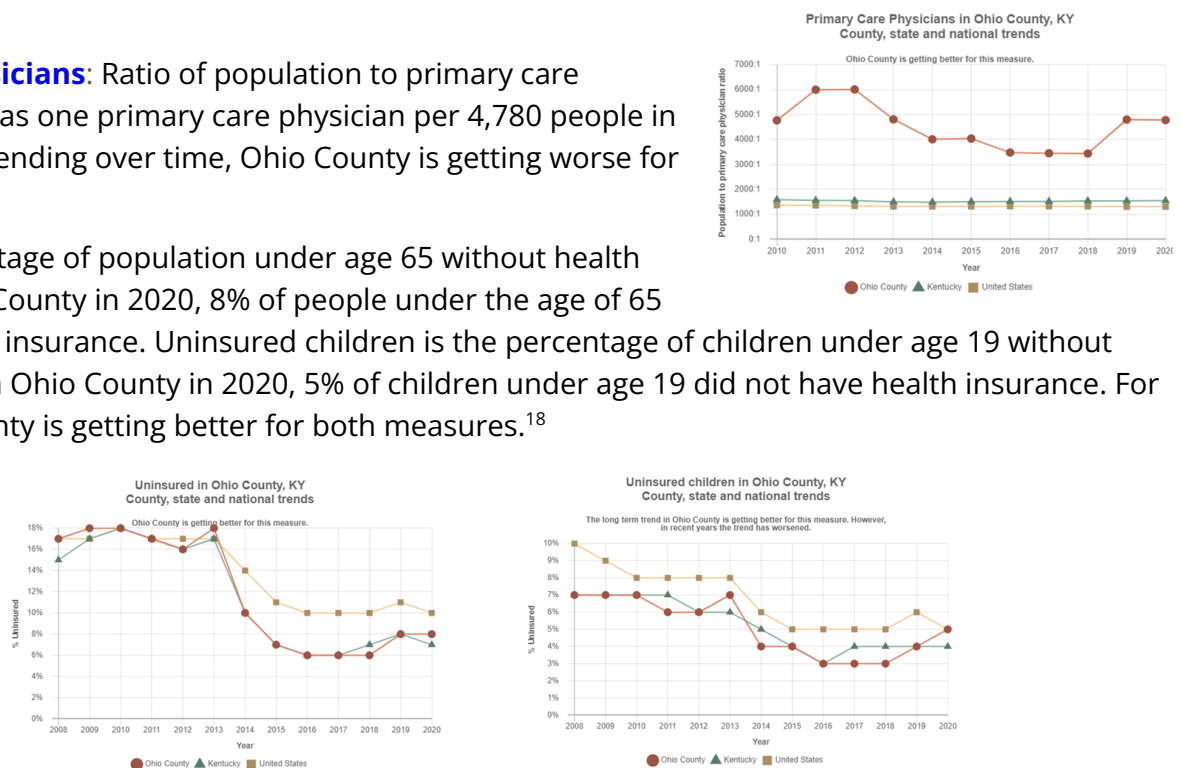 Primary Care Physicians in Ohio County, KY
County, state and national trends
Ohio County is getting better for this measure.
7000:1
6000:1
5000:1
4000:1
3000:1
2000:1
1000:1
0:1
Population to primary care physician ratio
2010 2011 2012 2013 2014 2015 2016 2017 2018 2019 2020
Year
Ohio County Kentucky United States
sicians: Ratio of population to primary care
as one primary care physician per 4,780 people in
ending over time, Ohio County is getting worse for
tage of population under age 65 without health
County in 2020, 8% of people under the age of 65
insurance. Uninsured children is the percentage of children under age 19 without
Ohio County in 2020, 5% of children under age 19 did not have health insurance. For
nty is getting better for both measures.18
Uninsured in Ohio County, KY
County, state and national trends
Ohio County is getting better for this measure.
18%
16%
14%
12%
10%
8%
6%
4%
2%
0%
% Uninsured
2008 2009 2010 2011 2012 2013 2014 2015 2016 2017 2018 2019 2020
Year
Ohio County Kentucky United States
Uninsured children in Ohio County, KY
County, state and national trends
The long term trend in Ohio County is getting better for this measure. However,
in recent years the trend has worsened.
10%
9%
8%
7%
6%
5%
4%
3%
2%
1%
0%
% Uninsured
2008 2009 2010 2011 2012 2013 2014 2015 2016 2017 2018 2019 2020
Year
Ohio County Kentucky United States